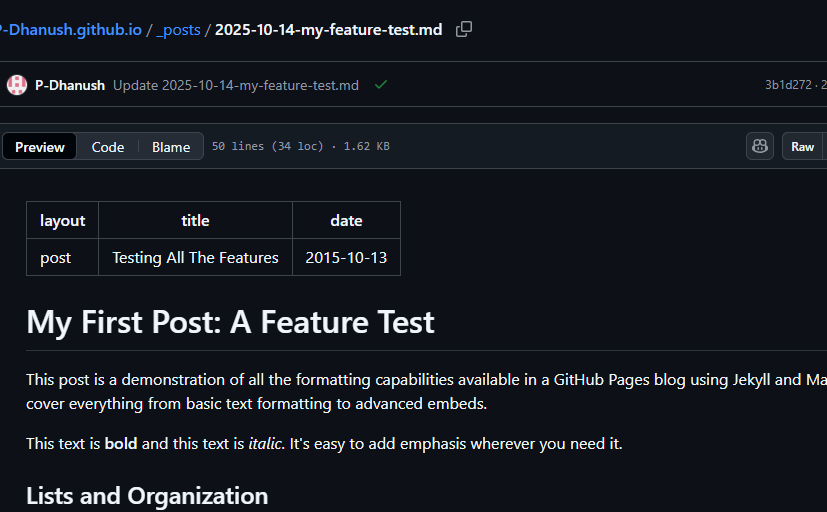 P-Dhanush.github.io / _posts / 2025-10-14-my-feature-test.md
P-Dhanush Update 2025-10-14-my-feature-test.md 3b1d272 · 2
Preview Code Blame 50 lines (34 loc) · 1.62 KB Raw
layout title date
post Testing All The Features 2015-10-13
My First Post: A Feature Test
This post is a demonstration of all the formatting capabilities available in a GitHub Pages blog using Jekyll and Ma
cover everything from basic text formatting to advanced embeds.
This text is bold and this text is italic. It's easy to add emphasis wherever you need it.
Lists and Organization